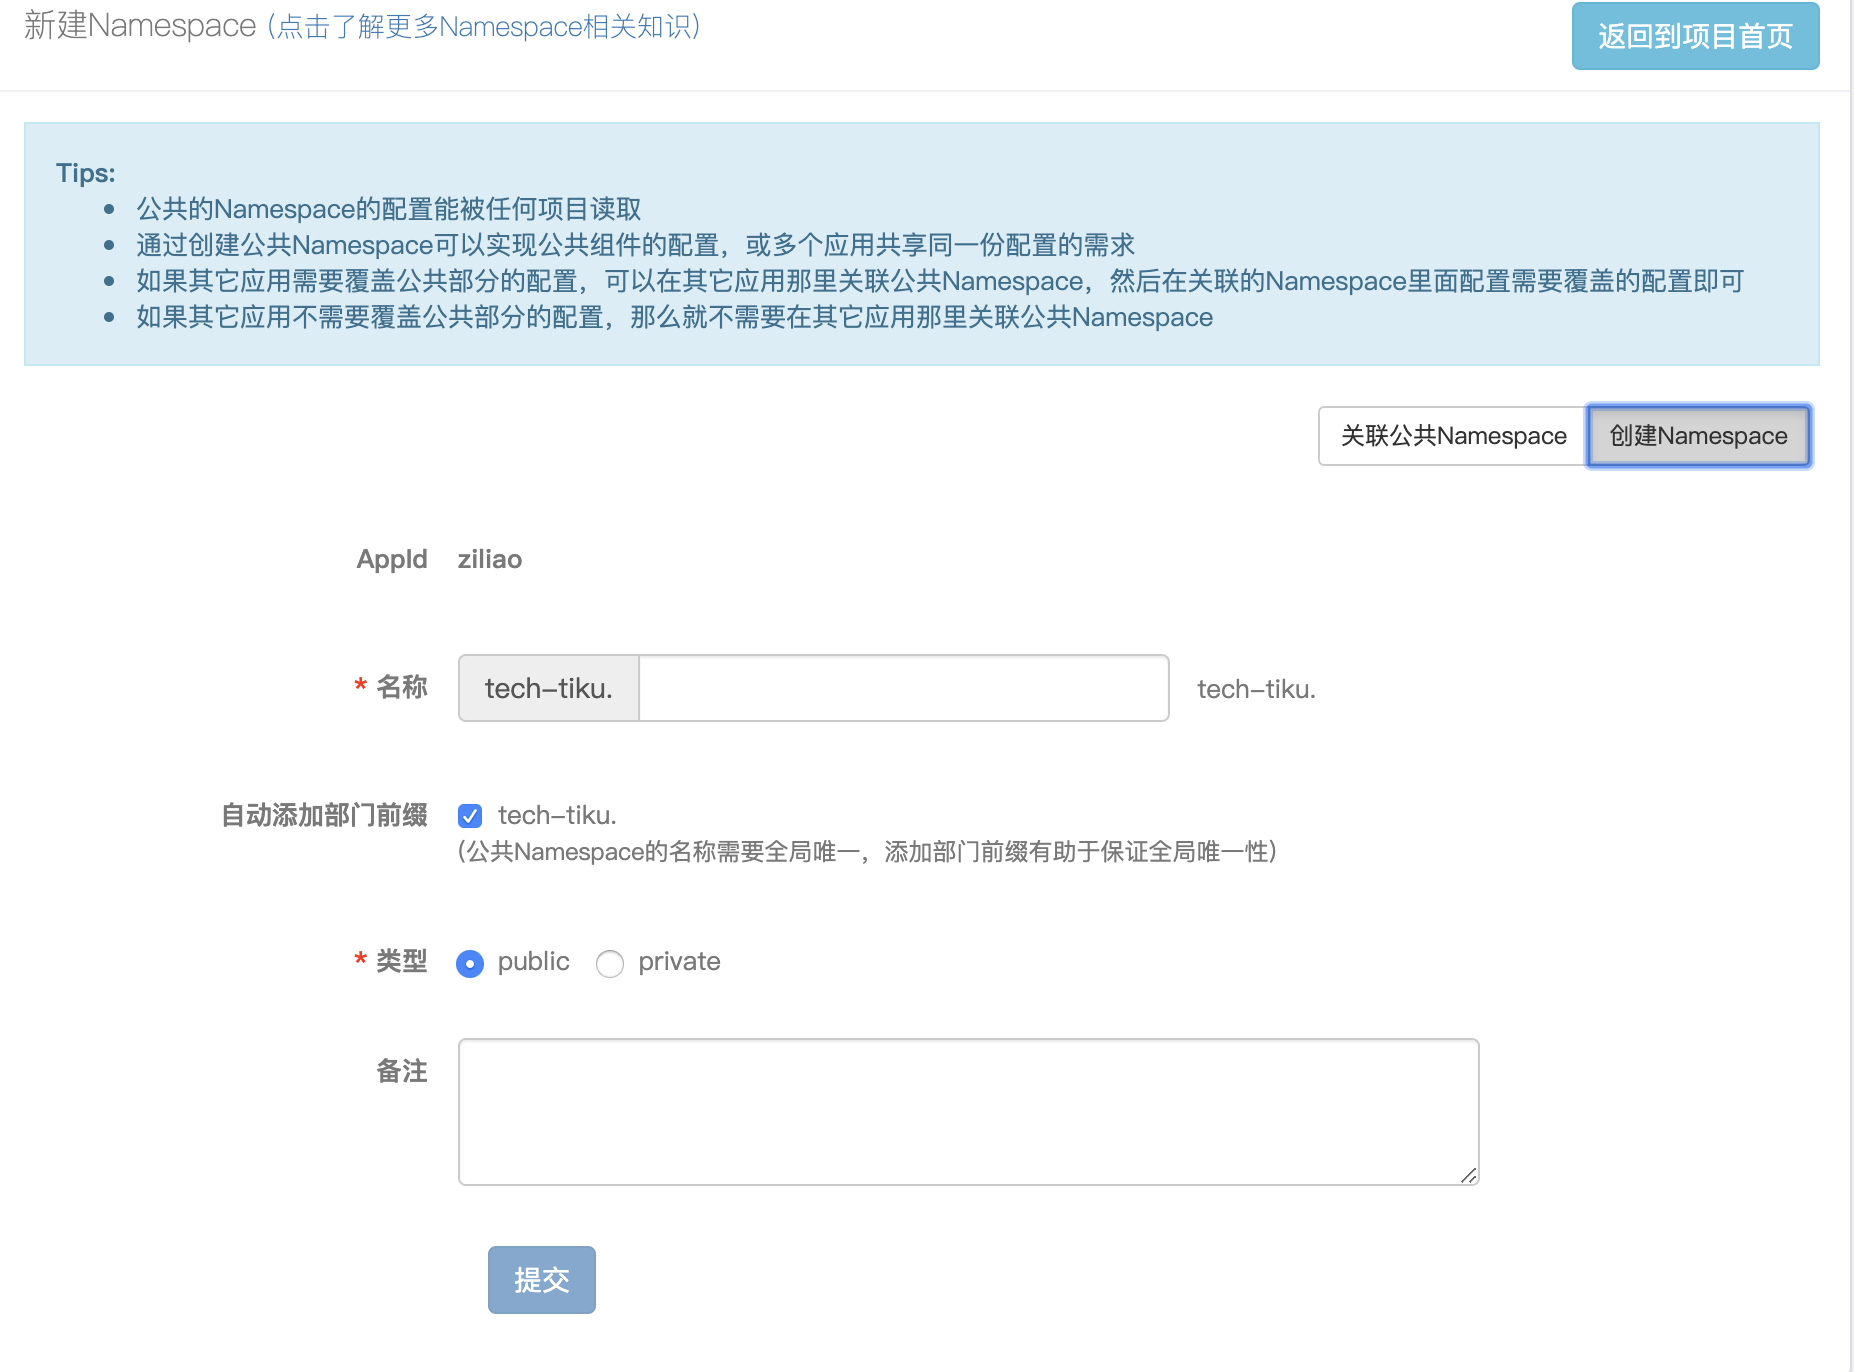 新建Namespace (点击了解更多Namespace相关知识)
返回到项目首页
Tips:
公共的Namespace的配置能被任何项目读取
通过创建公共Namespace可以实现公共组件的配置，或多个应用共享同一份配置的需求
如果其它应用需要覆盖公共部分的配置，可以在其它应用那里关联公共Namespace，然后在关联的Namespace里面配置需要覆盖的配置即可
如果其它应用不需要覆盖公共部分的配置，那么就不需要在其它应用那里关联公共Namespace
关联公共Namespace 创建Namespace
AppId ziliao
* 名称 tech-tiku. tech-tiku.
自动添加部门前缀 tech-tiku.
(公共Namespace的名称需要全局唯一，添加部门前缀有助于保证全局唯一性)
* 类型 public private
备注
提交